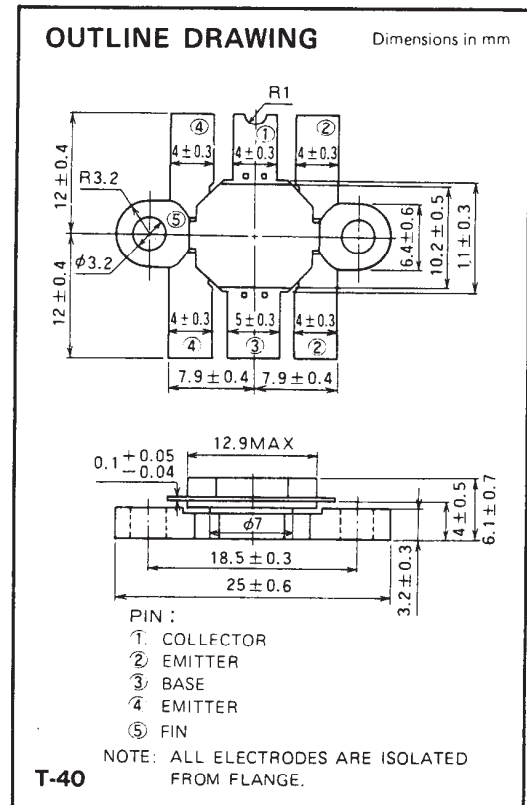 OUTLINE DRAWING
Dimensions in mm
R1
④
①
②
4±0.3
4±0.3
4±0.3
12±0.4
R3.2
⑤
φ3.2
12±0.4
6.4±0.6
10.2±0.5
1.1±0.3
4±0.3
5±0.3
4±0.3
④
③
②
7.9±0.4
7.9±0.4
12.9MAX
0.1 +0.05
-0.04
φ7
18.5±0.3
25±0.6
3.2±0.3
4±0.5
6.1±0.7
PIN :
① COLLECTOR
② EMITTER
③ BASE
④ EMITTER
⑤ FIN
NOTE: ALL ELECTRODES ARE ISOLATED
FROM FLANGE.
T-40